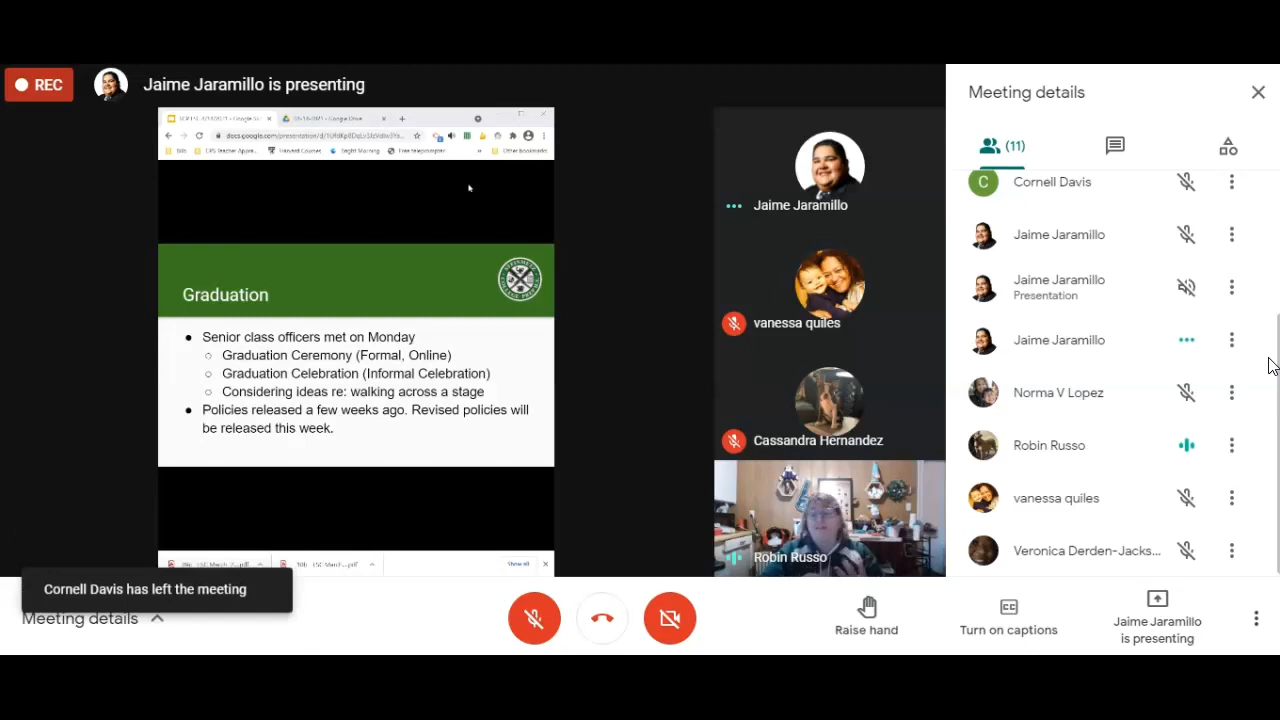 REC
Jaime Jaramillo is presenting
Meeting details
(11)
Other bookmarks
Graduation
● Senior class officers met on Monday
○ Graduation Ceremony (Formal, Online)
○ Graduation Celebration (Informal Celebration)
○ Considering ideas re: walking across a stage
● Policies released a few weeks ago. Revised policies will
be released this week.
Show all
Jaime Jaramillo
vanessa quiles
Cassandra Hernandez
Robin Russo
C
Cornell Davis
Jaime Jaramillo
Jaime Jaramillo
Presentation
Jaime Jaramillo
Norma V Lopez
Robin Russo
vanessa quiles
Veronica Derden-Jacks...
Cornell Davis has left the meeting
Meeting details
Raise hand
Turn on captions
Jaime Jaramillo
is presenting